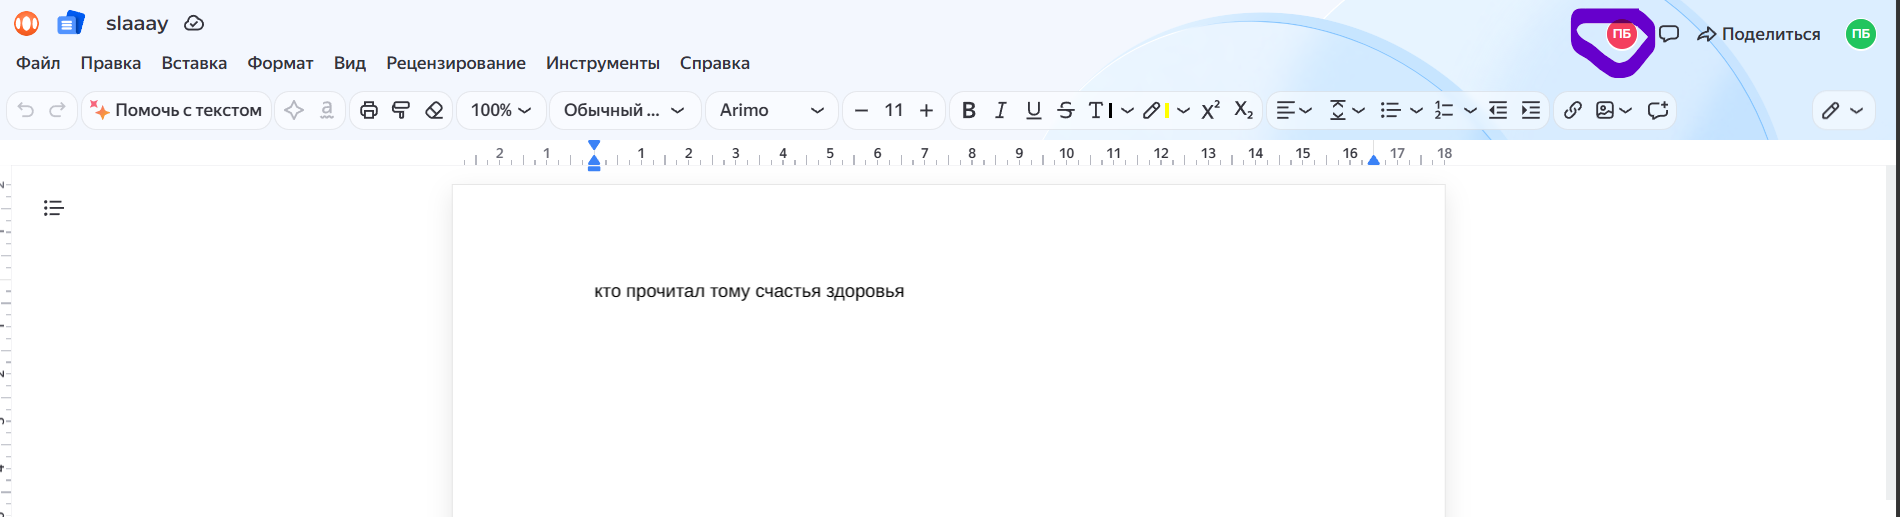 slaaay
ПБ
Поделиться
ПБ
Файл Правка Вставка Формат Вид Рецензирование Инструменты Справка
Помочь с текстом a 100% Обычный ... Arimo — 11 + B I U S T X² X₂
2 1 1 2 3 4 5 6 7 8 9 10 11 12 13 14 15 16 17 18
кто прочитал тому счастья здоровья